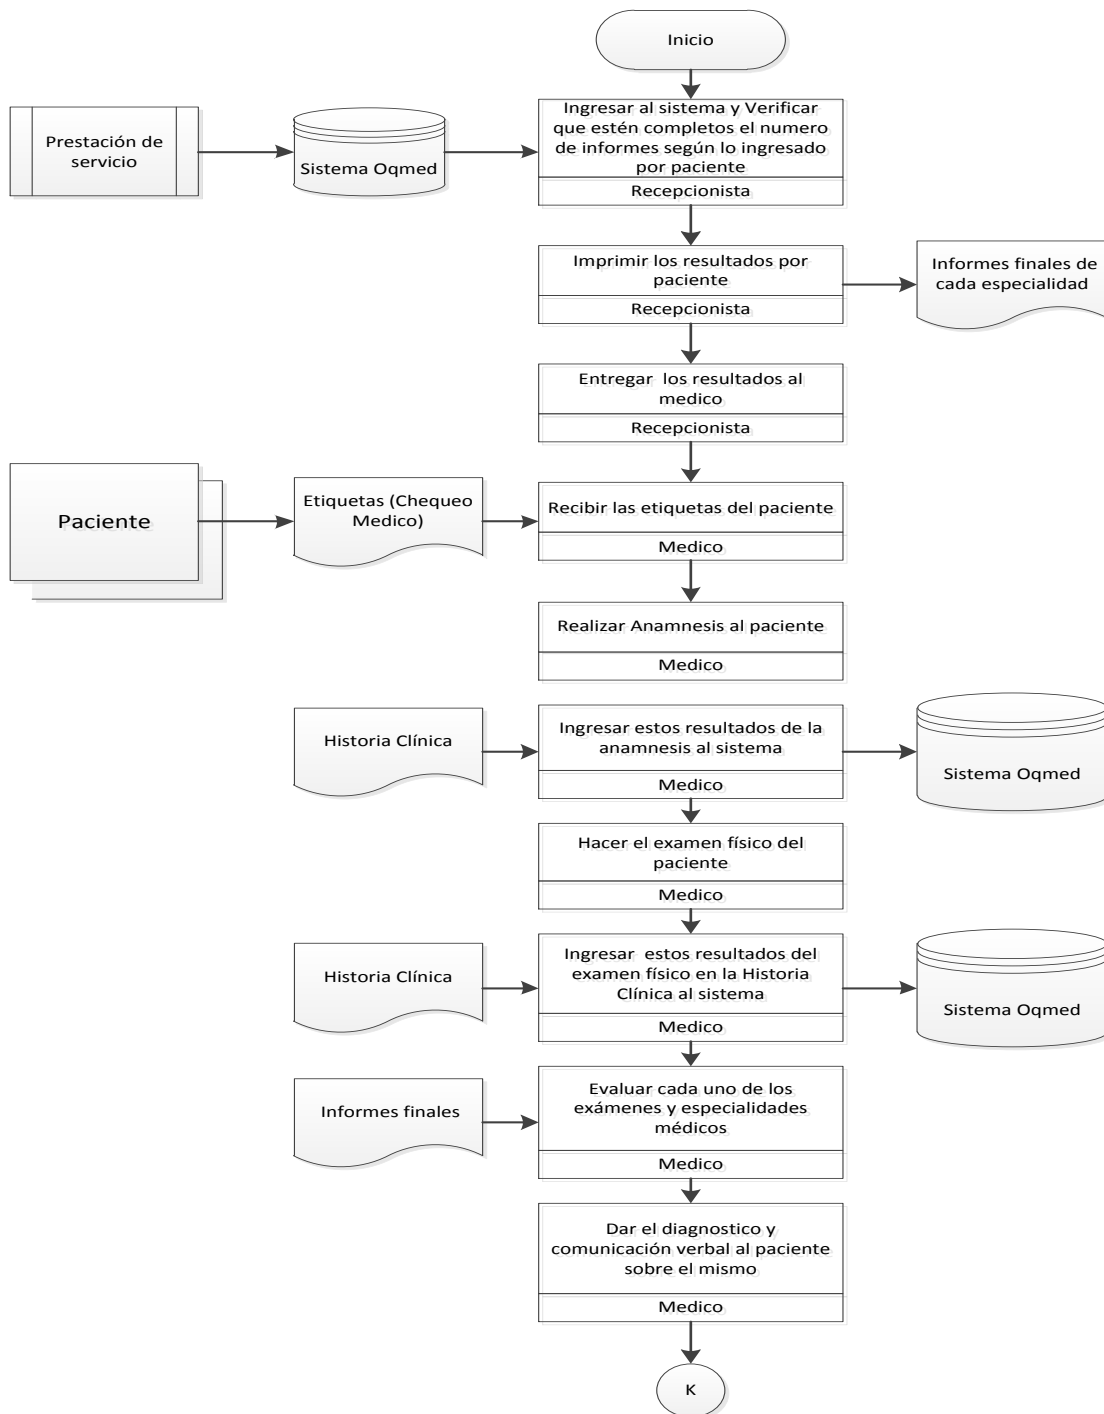 Inicio
Prestación de
servicio
Sistema Oqmed
Ingresar al sistema y Verificar
que estén completos el numero
de informes según lo ingresado
por paciente
Recepcionista
Imprimir los resultados por
paciente
Recepcionista
Informes finales de
cada especialidad
Entregar los resultados al
medico
Recepcionista
Paciente
Etiquetas (Chequeo
Medico)
Recibir las etiquetas del paciente
Medico
Realizar Anamnesis al paciente
Medico
Historia Clínica
Ingresar estos resultados de la
anamnesis al sistema
Medico
Sistema Oqmed
Hacer el examen físico del
paciente
Medico
Historia Clínica
Ingresar estos resultados del
examen físico en la Historia
Clínica al sistema
Medico
Sistema Oqmed
Informes finales
Evaluar cada uno de los
exámenes y especialidades
médicos
Medico
Dar el diagnostico y
comunicación verbal al paciente
sobre el mismo
Medico
K